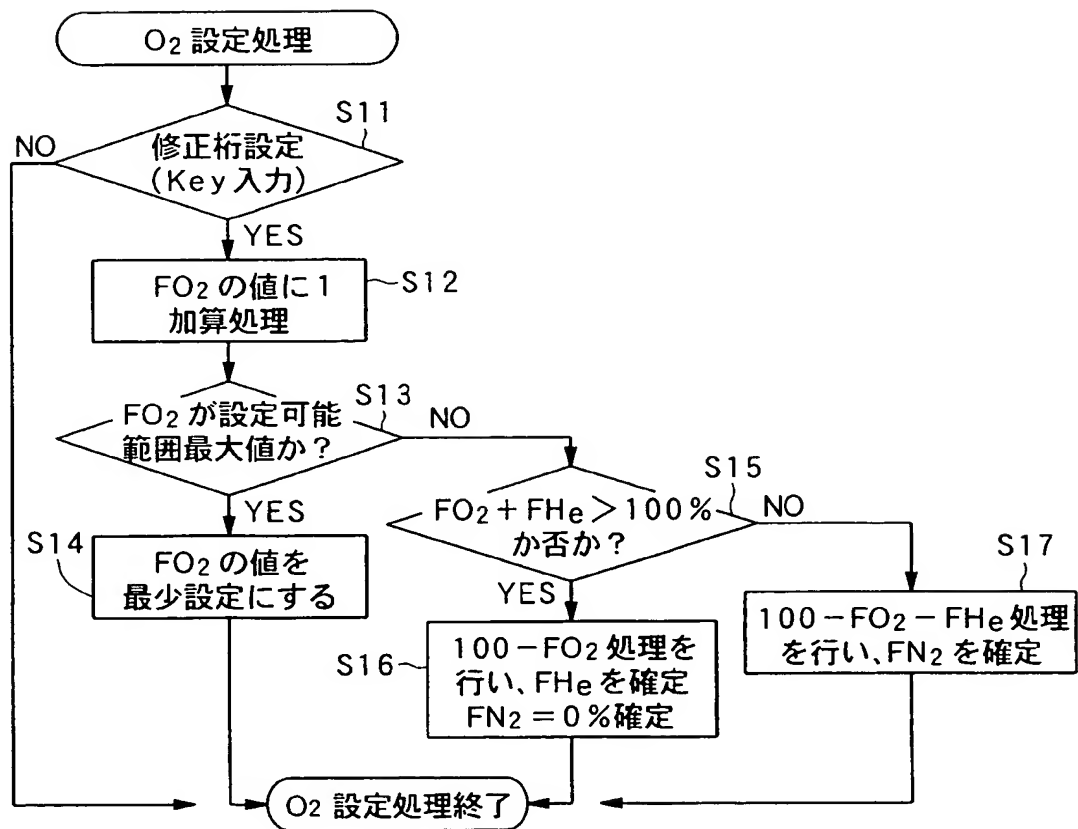 O₂ 設定処理
S11
NO
修正桁設定
(Key 入力)
YES
S12
FO₂ の値に 1
加算処理
S13
FO₂ が設定可能
範囲最大値か？
NO
YES
S14
FO₂ の値を
最少設定にする
S15
FO₂＋FHe＞100％
か否か？
NO
YES
S16
100－FO₂ 処理を
行い、FHe を確定
FN₂＝0％確定
S17
100－FO₂－FHe 処理
を行い、FN₂ を確定
O₂ 設定処理終了